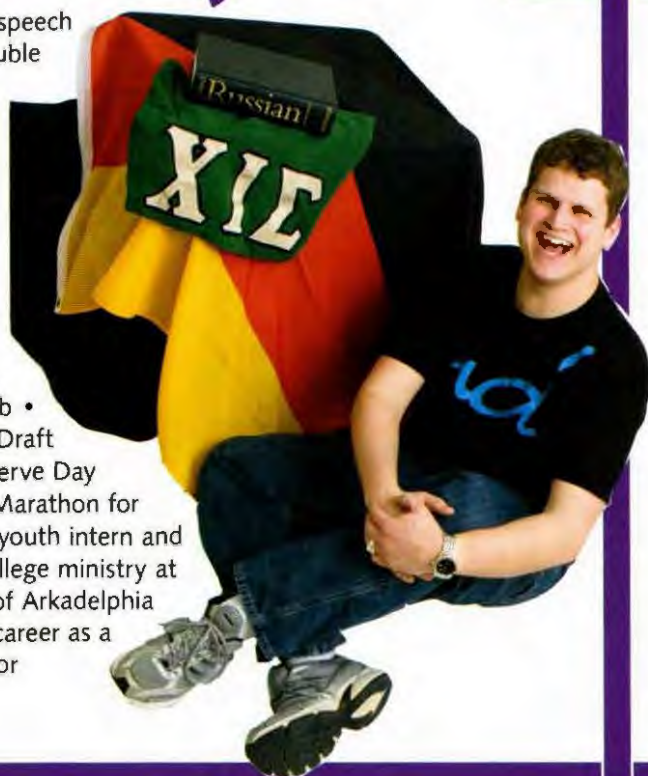 speech
uble
Russian
ΧΙΣ
b •
Draft
erve Day
Marathon for
youth intern and
llege ministry at
of Arkadelphia
career as a
or